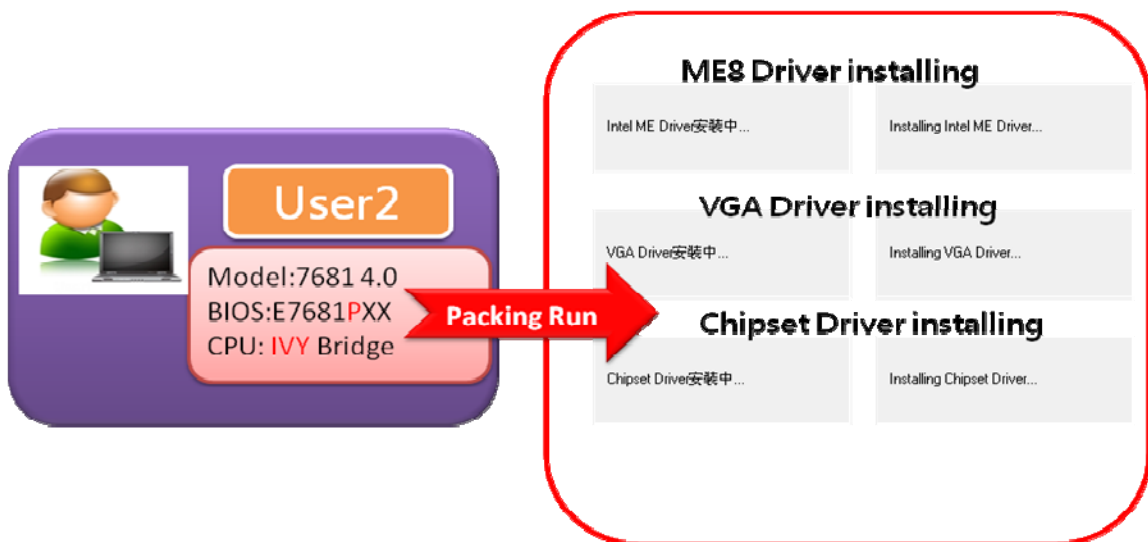 User2
Model:7681 4.0
BIOS:E7681PXX
CPU: IVY Bridge
Packing Run
ME8 Driver installing
Intel ME Driver安裝中...
Installing Intel ME Driver...
VGA Driver installing
VGA Driver安裝中...
Installing VGA Driver...
Chipset Driver installing
Chipset Driver安裝中...
Installing Chipset Driver...